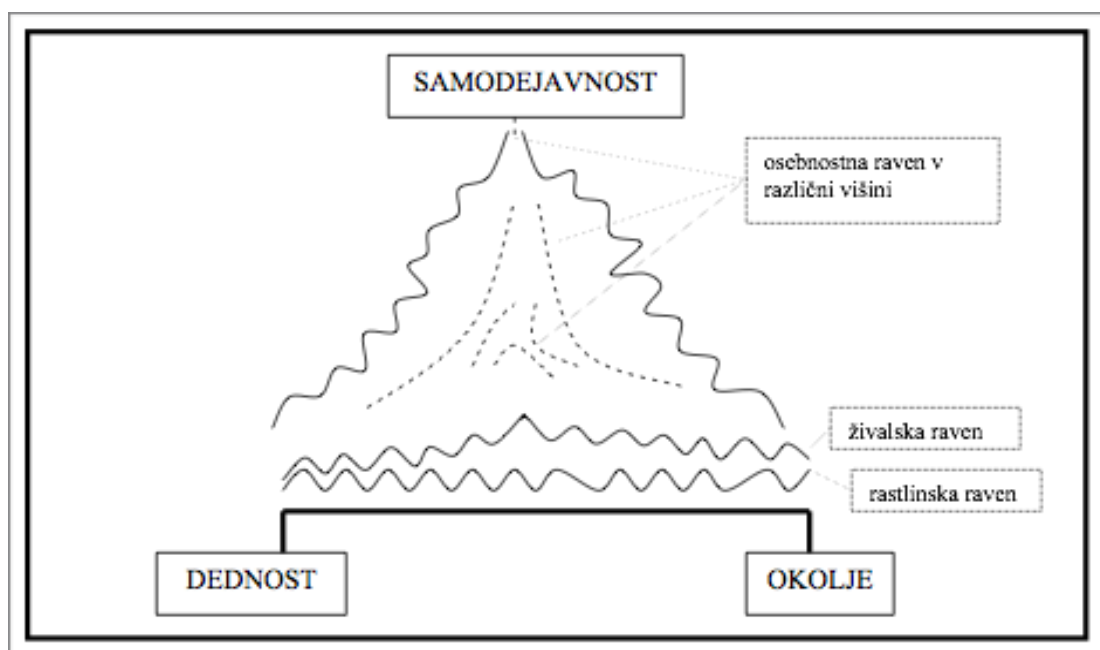 SAMODEJAVNOST
osebnostna raven v
različni višini
živalska raven
rastlinska raven
DEDNOST
OKOLJE